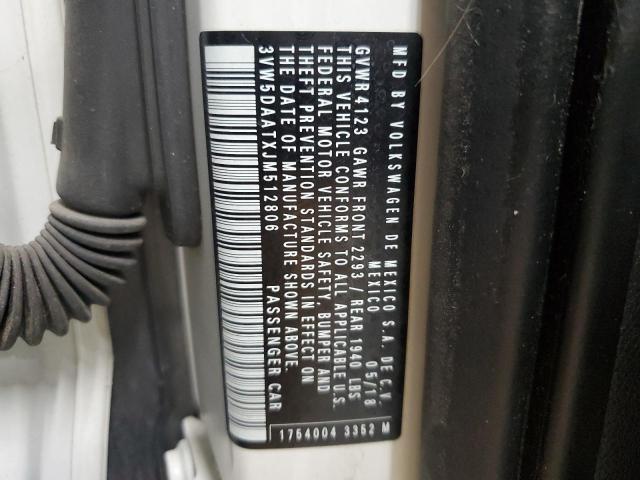 MFD BY VOLKSWAGEN DE MEXICO S.A. DE C.V.
MEXICO 05/18
GVWR 4123 GAWR FRONT 2293 / REAR 1940 LBS
THIS VEHICLE CONFORMS TO ALL APPLICABLE U.S.
FEDERAL MOTOR VEHICLE SAFETY, BUMPER AND
THEFT PREVENTION STANDARDS IN EFFECT ON
THE DATE OF MANUFACTURE SHOWN ABOVE.
3VW5DAATXJM512806 PASSENGER CAR
1754004 3352 M